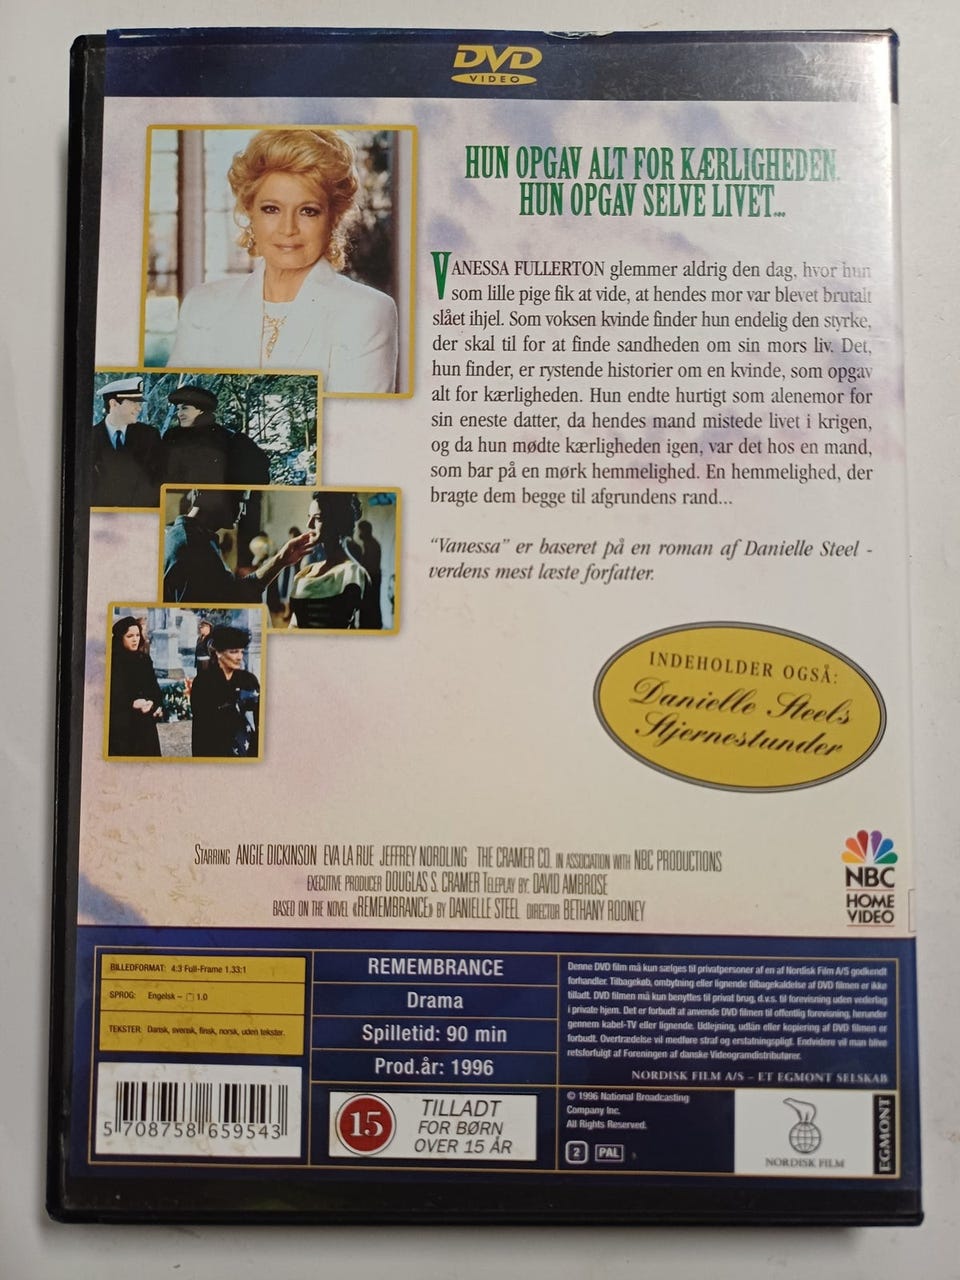 DVD
VIDEO
HUN OPGAV ALT FOR KÆRLIGHEDEN.
HUN OPGAV SELVE LIVET...
VANESSA FULLERTON glemmer aldrig den dag, hvor hun
som lille pige fik at vide, at hendes mor var blevet brutalt
slået ihjel. Som voksen kvinde finder hun endelig den styrke,
der skal til for at finde sandheden om sin mors liv. Det,
hun finder, er rystende historier om en kvinde, som opgav
alt for kærligheden. Hun endte hurtigt som alenemor for
sin eneste datter, da hendes mand mistede livet i krigen,
og da hun mødte kærligheden igen, var det hos en mand,
som bar på en mørk hemmelighed. En hemmelighed, der
bragte dem begge til afgrundens rand...
"Vanessa" er baseret på en roman af Danielle Steel -
verdens mest læste forfatter.
INDEHOLDER OGSÅ:
Danielle Steels
Stjernestunder
STARRING ANGIE DICKINSON EVA LA RUE JEFFREY NORDLING THE CRAMER CO. IN ASSOCIATION WITH NBC PRODUCTIONS
EXECUTIVE PRODUCER DOUGLAS S. CRAMER TELEPLAY BY: DAVID AMBROSE
BASED ON THE NOVEL «REMEMBRANCE» BY DANIELLE STEEL DIRECTOR BETHANY ROONEY
NBC
HOME
VIDEO
BILLEDFORMAT: 4:3 Full-Frame 1.33:1
SPROG: Engelsk – 1.0
TEKSTER: Dansk, svensk, finsk, norsk, uden tekster.
5 708758 659543
REMEMBRANCE
Drama
Spilletid: 90 min
Prod.år: 1996
15
TILLADT
FOR BØRN
OVER 15 ÅR
Denne DVD film må kun sælges til privatpersoner af en af Nordisk Film A/S godkendt
forhandler. Tilbagekøb, ombytning eller lignende tilbagekaldelse af DVD filmen er ikke
tilladt. DVD filmen må kun benyttes til privat brug, d.v.s. til forevisning uden vederlag
i private hjem. Det er forbudt at anvende DVD filmen til offentlig forevisning, herunder
gennem kabel-TV eller lignende. Udlejning, udlån eller kopiering af DVD filmen er
forbudt. Overtrædelse vil medføre straf og erstatningspligt. Endvidere vil man blive
retsforfulgt af Foreningen af danske Videogramdistributører.
NORDISK FILM A/S – ET EGMONT SELSKAB
© 1996 National Broadcasting
Company Inc.
All Rights Reserved.
2 PAL
NORDISK FILM
EGMONT